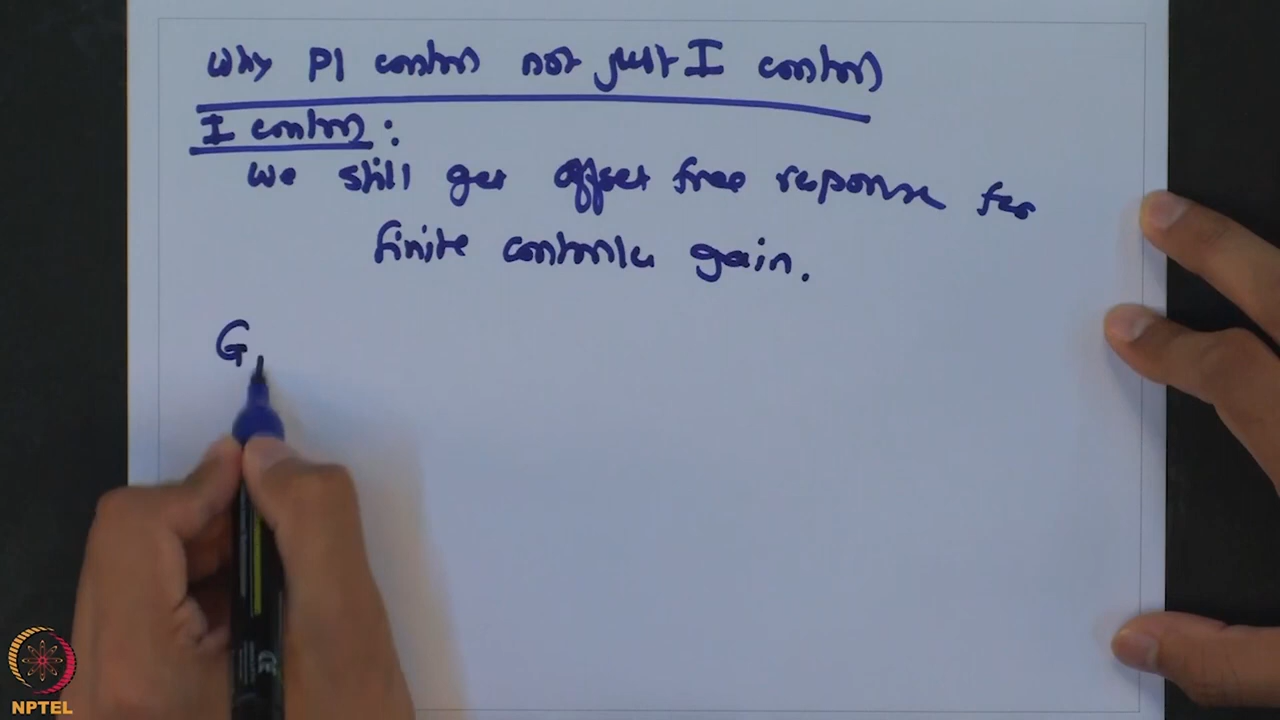 Why PI control not just I control
I control:
We still get offset free response for
finite controller gain.
G
NPTEL